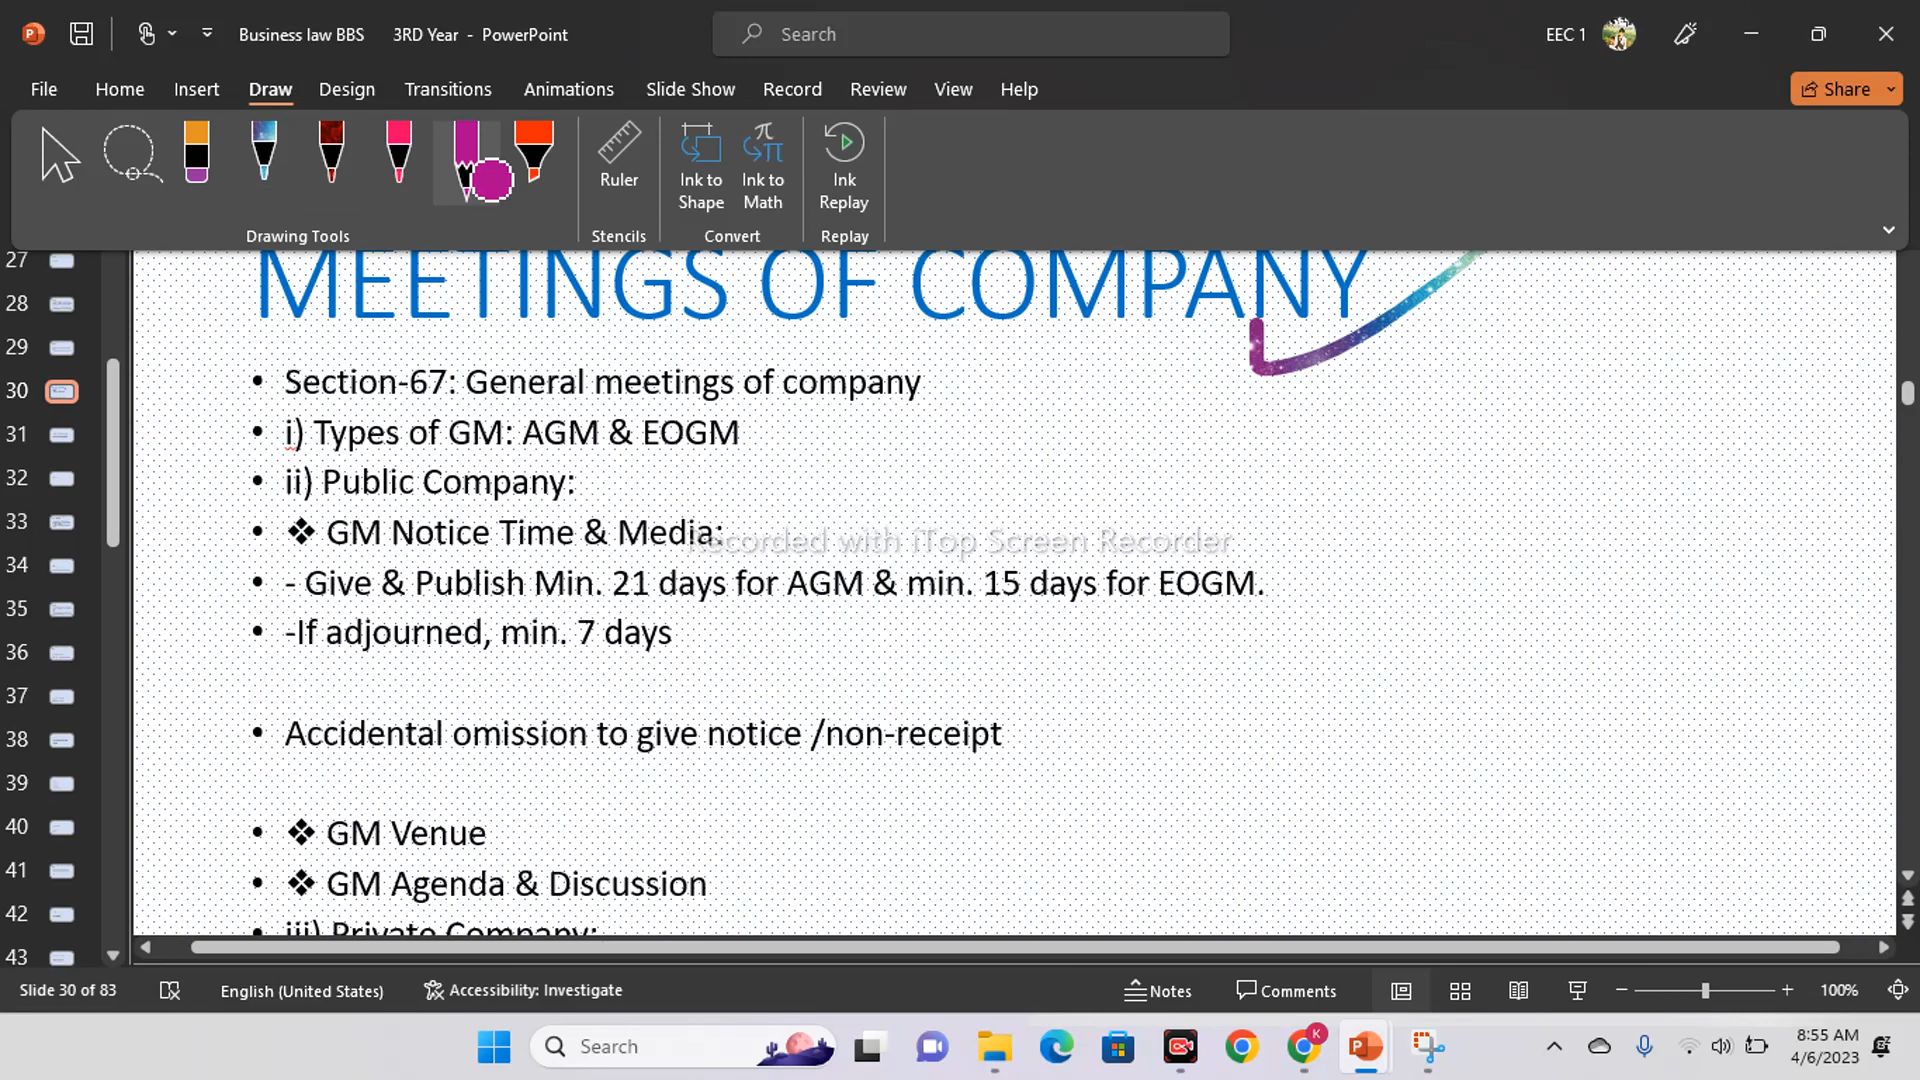 Business law BBS 3RD Year - PowerPoint
Search
EEC 1
File Home Insert Draw Design Transitions Animations Slide Show Record Review View Help
Share
Ruler
Ink to Shape
Ink to Math
Ink Replay
Drawing Tools
Stencils
Convert
Replay
27
28
29
30
31
32
33
34
35
36
37
38
39
40
41
42
43
MEETINGS OF COMPANY
• Section-67: General meetings of company
• i) Types of GM: AGM & EOGM
• ii) Public Company:
• ❖ GM Notice Time & Media:
Recorded with iTop Screen Recorder
• - Give & Publish Min. 21 days for AGM & min. 15 days for EOGM.
• -If adjourned, min. 7 days
• Accidental omission to give notice /non-receipt
• ❖ GM Venue
• ❖ GM Agenda & Discussion
• iii) Private Company:
Slide 30 of 83
English (United States)
Accessibility: Investigate
Notes
Comments
100%
Search
K
8:55 AM
4/6/2023